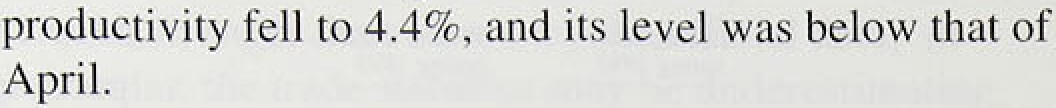 productivity fell to 4.4%, and its level was below that of
April.